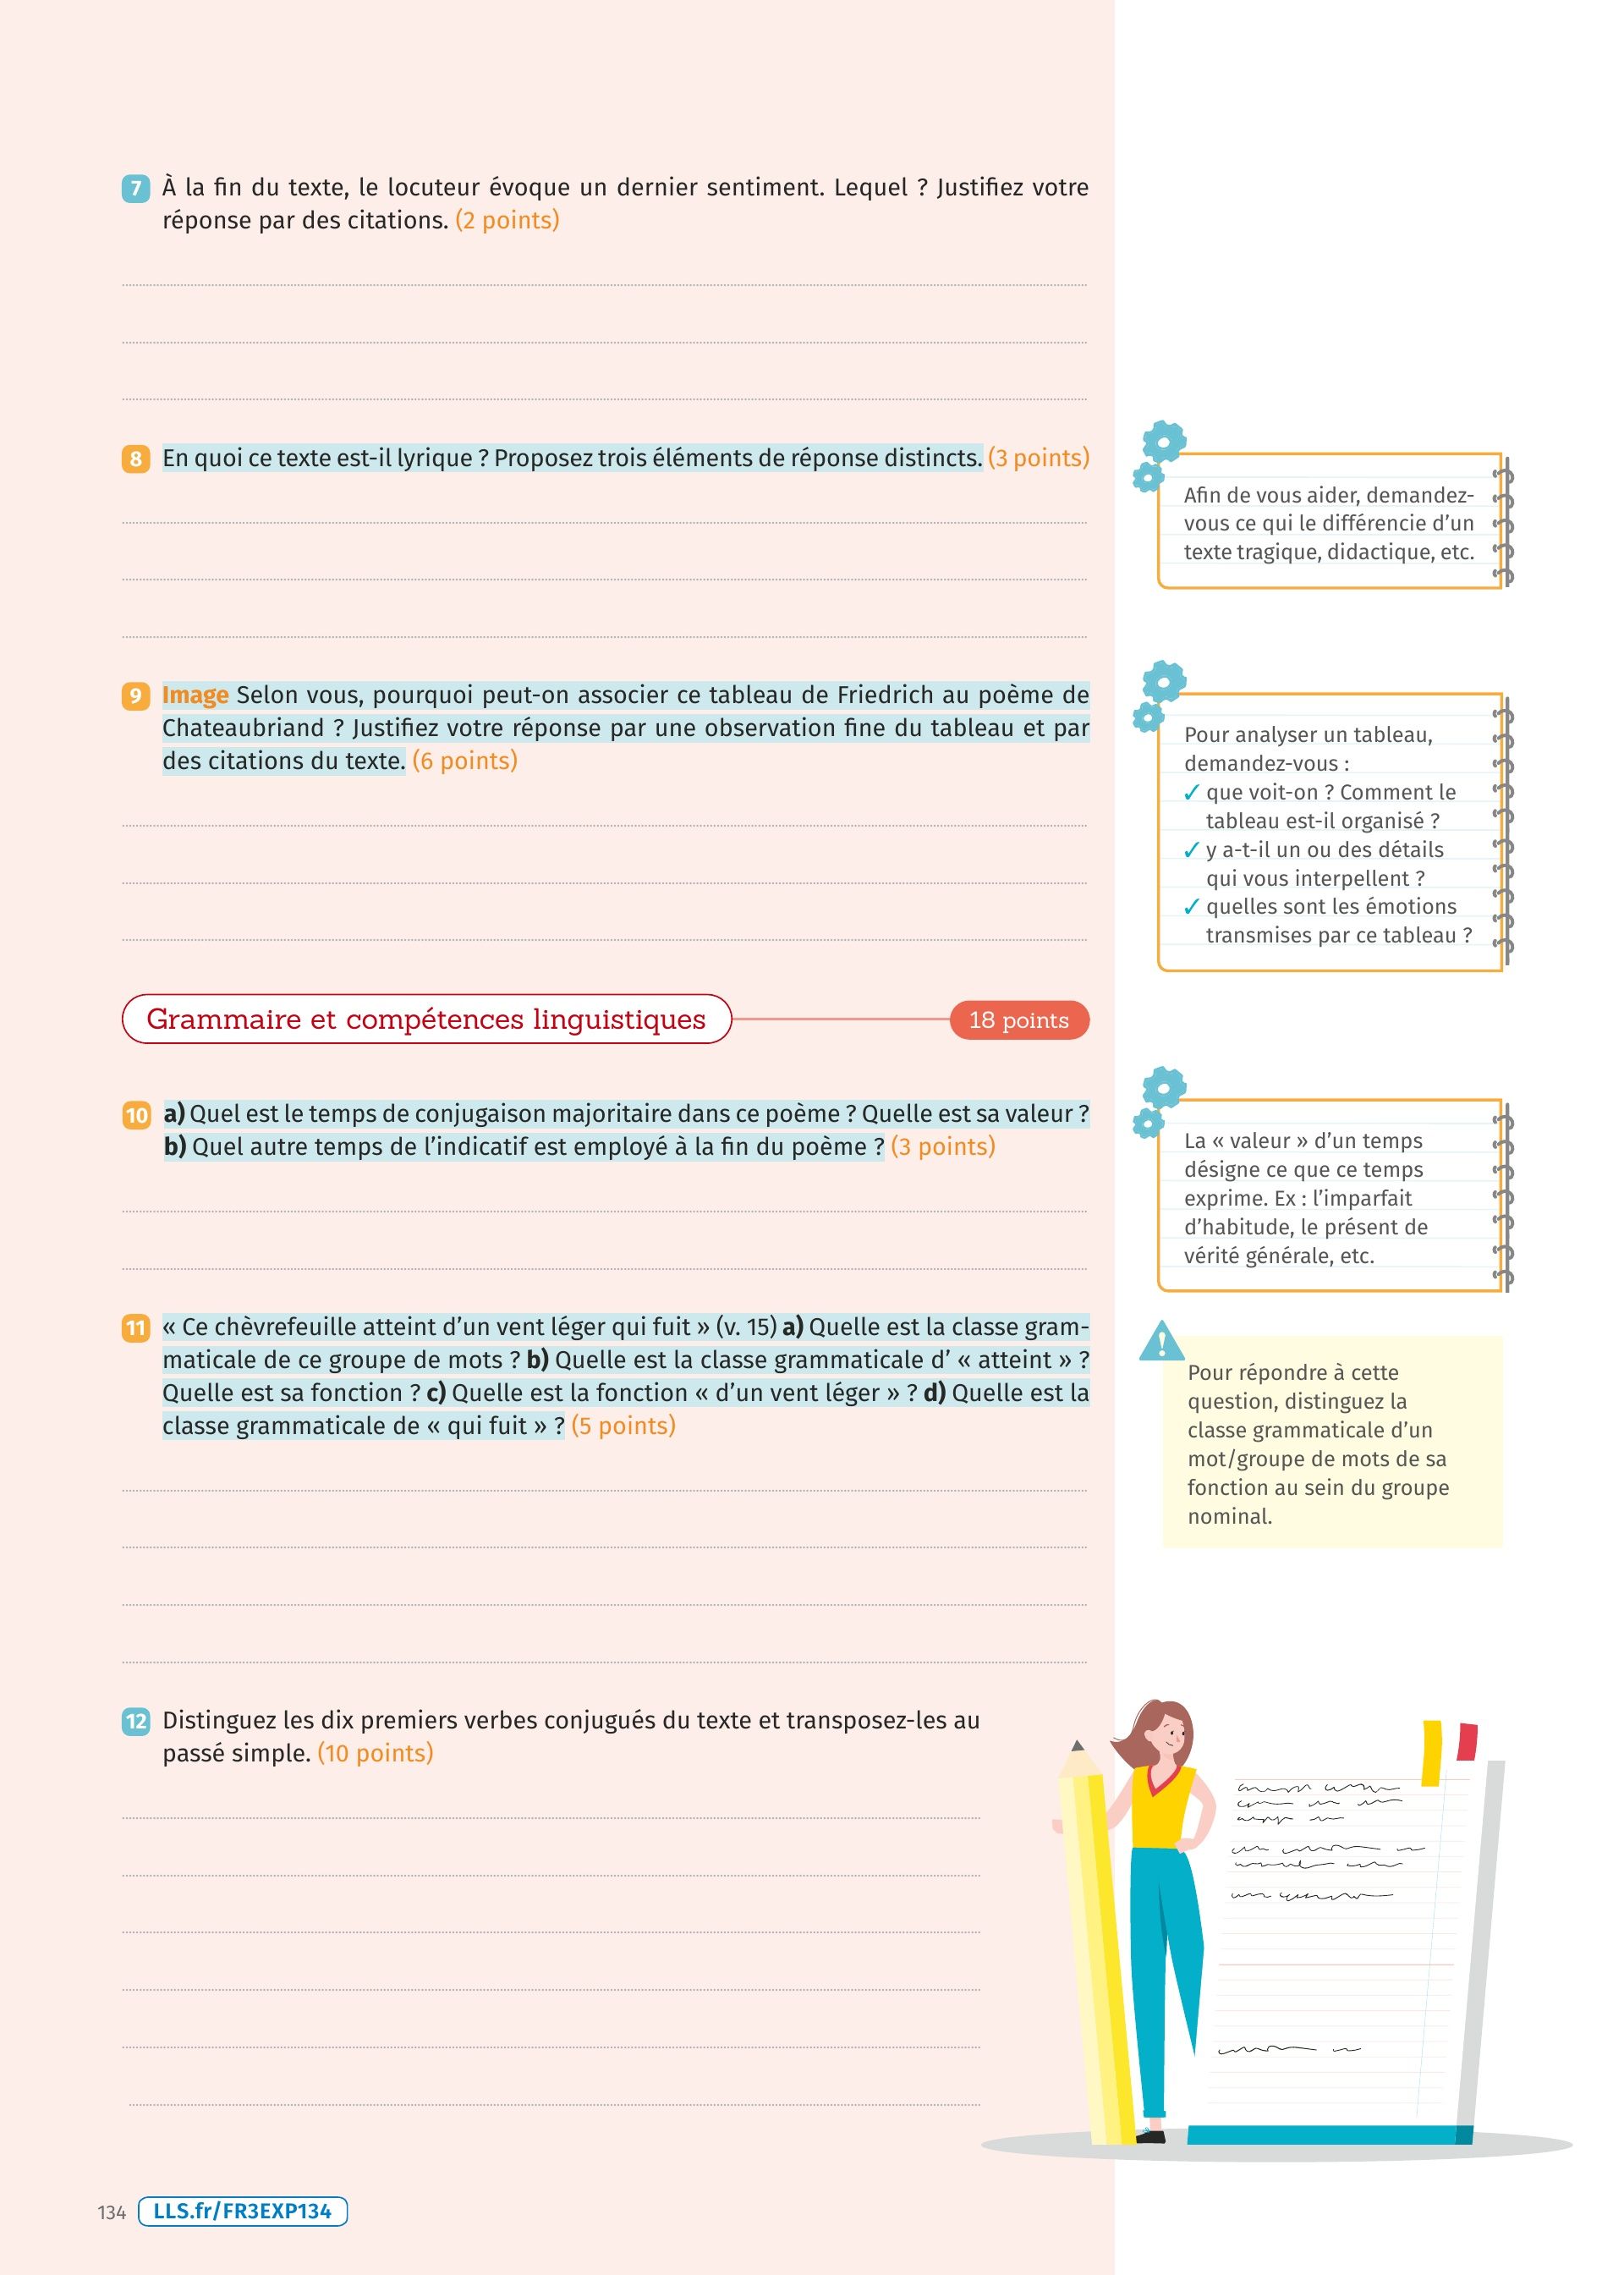 7 À la fin du texte, le locuteur évoque un dernier sentiment. Lequel ? Justifiez votre
réponse par des citations. (2 points)
8 En quoi ce texte est-il lyrique ? Proposez trois éléments de réponse distincts. (3 points)
Afin de vous aider, demandez-
vous ce qui le différencie d’un
texte tragique, didactique, etc.
9 Image Selon vous, pourquoi peut-on associer ce tableau de Friedrich au poème de
Chateaubriand ? Justifiez votre réponse par une observation fine du tableau et par
des citations du texte. (6 points)
Pour analyser un tableau,
demandez-vous :
✓ que voit-on ? Comment le
tableau est-il organisé ?
✓ y a-t-il un ou des détails
qui vous interpellent ?
✓ quelles sont les émotions
transmises par ce tableau ?
Grammaire et compétences linguistiques 18 points
10 a) Quel est le temps de conjugaison majoritaire dans ce poème ? Quelle est sa valeur ?
b) Quel autre temps de l’indicatif est employé à la fin du poème ? (3 points)
La « valeur » d’un temps
désigne ce que ce temps
exprime. Ex : l’imparfait
d’habitude, le présent de
vérité générale, etc.
11 « Ce chèvrefeuille atteint d’un vent léger qui fuit » (v. 15) a) Quelle est la classe gram-
maticale de ce groupe de mots ? b) Quelle est la classe grammaticale d’ « atteint » ?
Quelle est sa fonction ? c) Quelle est la fonction « d’un vent léger » ? d) Quelle est la
classe grammaticale de « qui fuit » ? (5 points)
!
Pour répondre à cette
question, distinguez la
classe grammaticale d’un
mot/groupe de mots de sa
fonction au sein du groupe
nominal.
12 Distinguez les dix premiers verbes conjugués du texte et transposez-les au
passé simple. (10 points)
134 LLS.fr/FR3EXP134